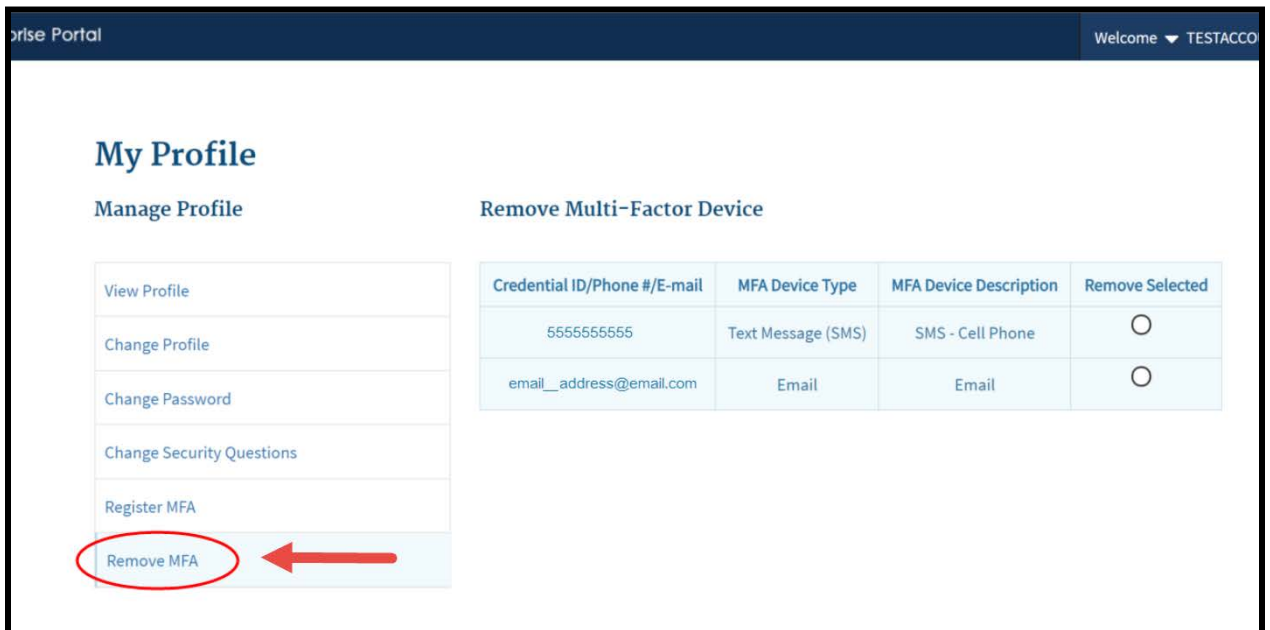 prise Portal
Welcome TESTACCO
My Profile
Manage Profile
View Profile
Change Profile
Change Password
Change Security Questions
Register MFA
Remove MFA
Remove Multi-Factor Device
Credential ID/Phone #/E-mail MFA Device Type MFA Device Description Remove Selected
5555555555 Text Message (SMS) SMS - Cell Phone
email__address@email.com Email Email